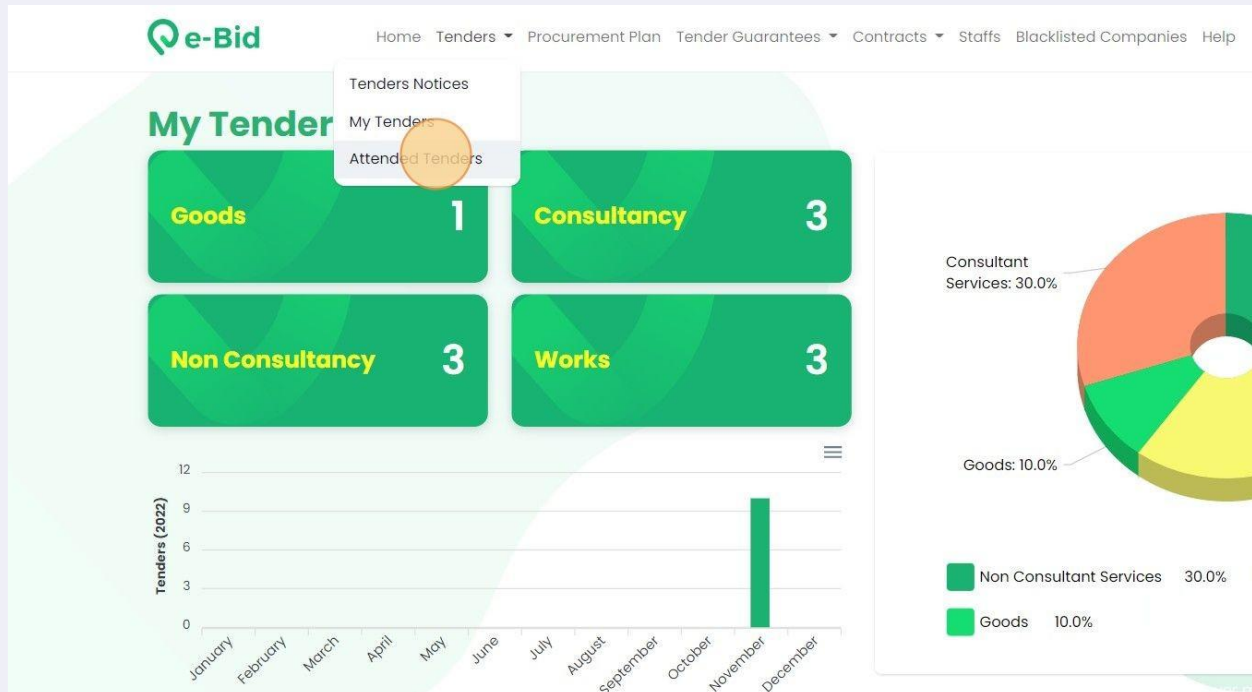 e-Bid
Home Tenders Procurement Plan Tender Guarantees Contracts Staffs Blacklisted Companies Help
Tenders Notices
My Tenders
Attended Tenders
My Tender
Goods 1
Consultancy 3
Non Consultancy 3
Works 3
Tenders (2022)
12
9
6
3
0
January February March April May June July August September October November December
Consultant
Services: 30.0%
Goods: 10.0%
Non Consultant Services 30.0%
Goods 10.0%